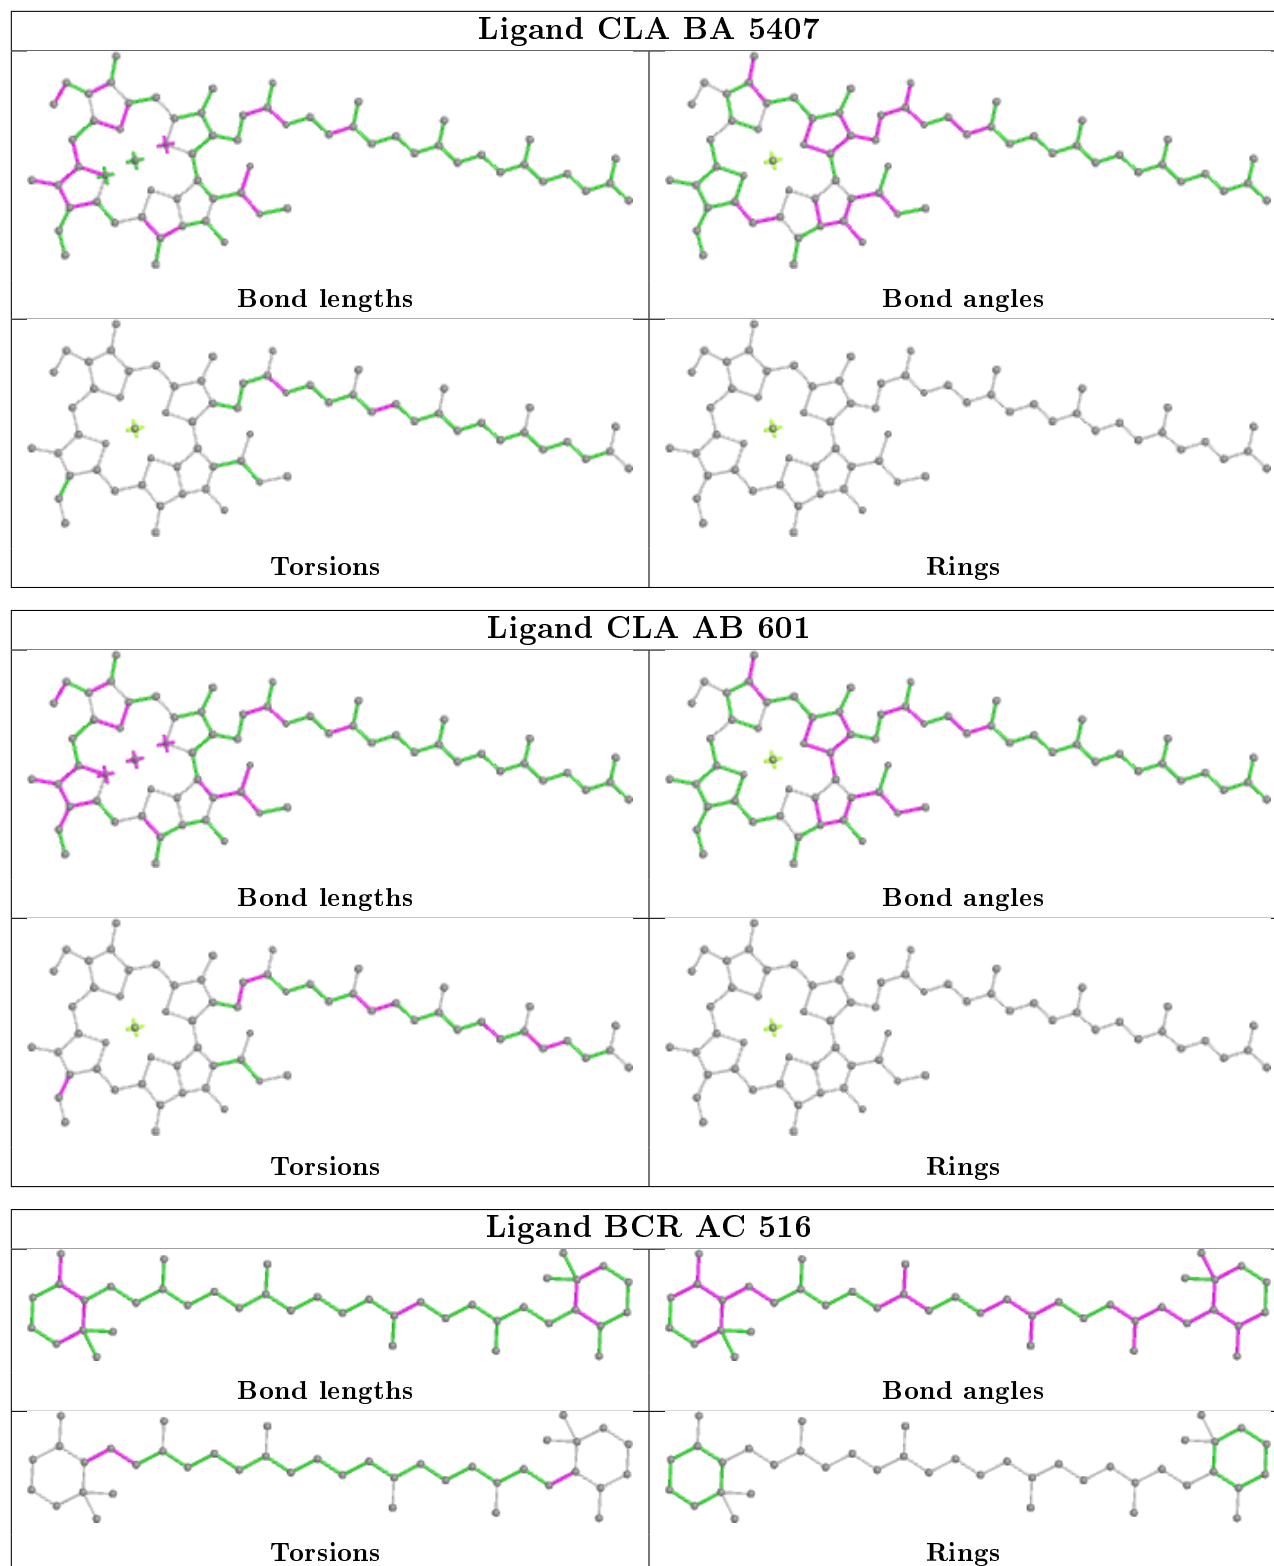 Ligand CLA BA 5407
Bond lengths
Bond angles
Torsions
Rings
Ligand CLA AB 601
Bond lengths
Bond angles
Torsions
Rings
Ligand BCR AC 516
Bond lengths
Bond angles
Torsions
Rings